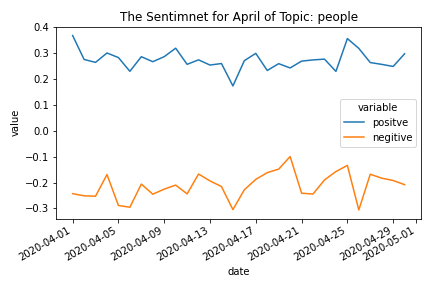 The Sentimnet for April of Topic: people
0.4
0.3
0.2
0.1
0.0
−0.1
−0.2
−0.3
value
variable
positve
negitive
2020-04-01
2020-04-05
2020-04-09
2020-04-13
2020-04-17
2020-04-21
2020-04-25
2020-04-29
2020-05-01
date